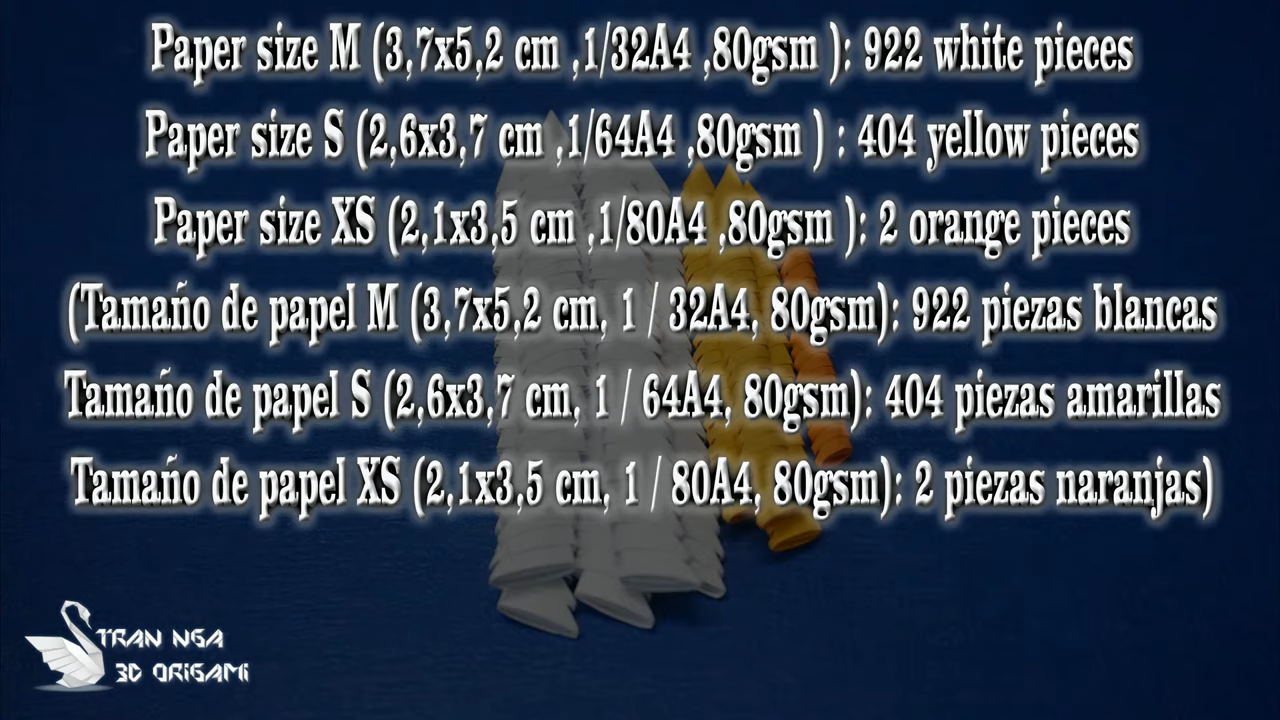 Paper size M (3,7x5,2 cm ,1/32A4 ,80gsm ): 922 white pieces
Paper size S (2,6x3,7 cm ,1/64A4 ,80gsm ) : 404 yellow pieces
Paper size XS (2,1x3,5 cm ,1/80A4 ,80gsm ): 2 orange pieces
(Tamaño de papel M (3,7x5,2 cm, 1 / 32A4, 80gsm): 922 piezas blancas
Tamaño de papel S (2,6x3,7 cm, 1 / 64A4, 80gsm): 404 piezas amarillas
Tamaño de papel XS (2,1x3,5 cm, 1 / 80A4, 80gsm): 2 piezas naranjas)
TRAN NGA
3D ORIGAMI